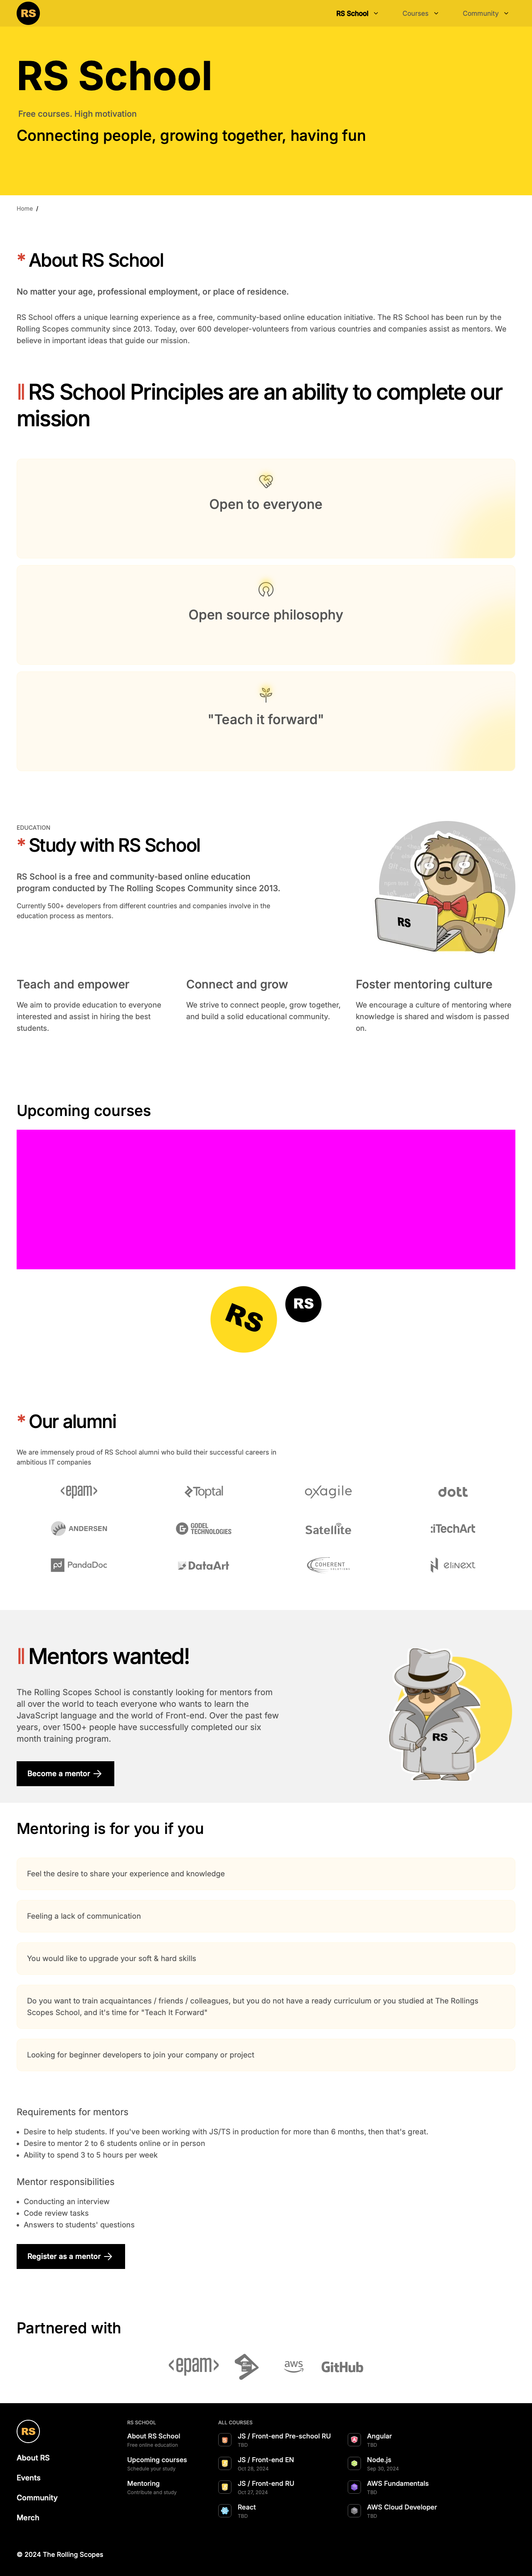 RS
RS School
Courses
Community
RS School
Free courses. High motivation
Connecting people, growing together, having fun
Home /
* About RS School
No matter your age, professional employment, or place of residence.
RS School offers a unique learning experience as a free, community-based online education initiative. The RS School has been run by the
Rolling Scopes community since 2013. Today, over 600 developer-volunteers from various countries and companies assist as mentors. We
believe in important ideas that guide our mission.
RS School Principles are an ability to complete our
mission
Open to everyone
Open source philosophy
"Teach it forward"
EDUCATION
* Study with RS School
RS School is a free and community-based online education
program conducted by The Rolling Scopes Community since 2013.
Currently 500+ developers from different countries and companies involve in the
education process as mentors.
RS
Teach and empower
We aim to provide education to everyone
interested and assist in hiring the best
students.
Connect and grow
We strive to connect people, grow together,
and build a solid educational community.
Foster mentoring culture
We encourage a culture of mentoring where
knowledge is shared and wisdom is passed
on.
Upcoming courses
RS
RS
* Our alumni
We are immensely proud of RS School alumni who build their successful careers in
ambitious IT companies
<epam>
Toptal
oXagile
dott
ANDERSEN
GODEL
TECHNOLOGIES
Satellite
:iTechArt
pd PandaDoc
DataArt
COHERENT
SOLUTIONS
elinext
Mentors wanted!
The Rolling Scopes School is constantly looking for mentors from
all over the world to teach everyone who wants to learn the
JavaScript language and the world of Front-end. Over the past few
years, over 1500+ people have successfully completed our six
month training program.
Become a mentor
RS
Mentoring is for you if you
Feel the desire to share your experience and knowledge
Feeling a lack of communication
You would like to upgrade your soft & hard skills
Do you want to train acquaintances / friends / colleagues, but you do not have a ready curriculum or you studied at The Rollings
Scopes School, and it's time for "Teach It Forward"
Looking for beginner developers to join your company or project
Requirements for mentors
• Desire to help students. If you've been working with JS/TS in production for more than 6 months, then that's great.
• Desire to mentor 2 to 6 students online or in person
• Ability to spend 3 to 5 hours per week
Mentor responsibilities
• Conducting an interview
• Code review tasks
• Answers to students' questions
Register as a mentor
Partnered with
<epam>
aws
GitHub
RS
About RS
Events
Community
Merch
RS SCHOOL
About RS School
Free online education
Upcoming courses
Schedule your study
Mentoring
Contribute and study
ALL COURSES
JS / Front-end Pre-school RU
TBD
JS / Front-end EN
Oct 28, 2024
JS / Front-end RU
Oct 27, 2024
React
TBD
Angular
TBD
Node.js
Sep 30, 2024
AWS Fundamentals
TBD
AWS Cloud Developer
TBD
© 2024 The Rolling Scopes